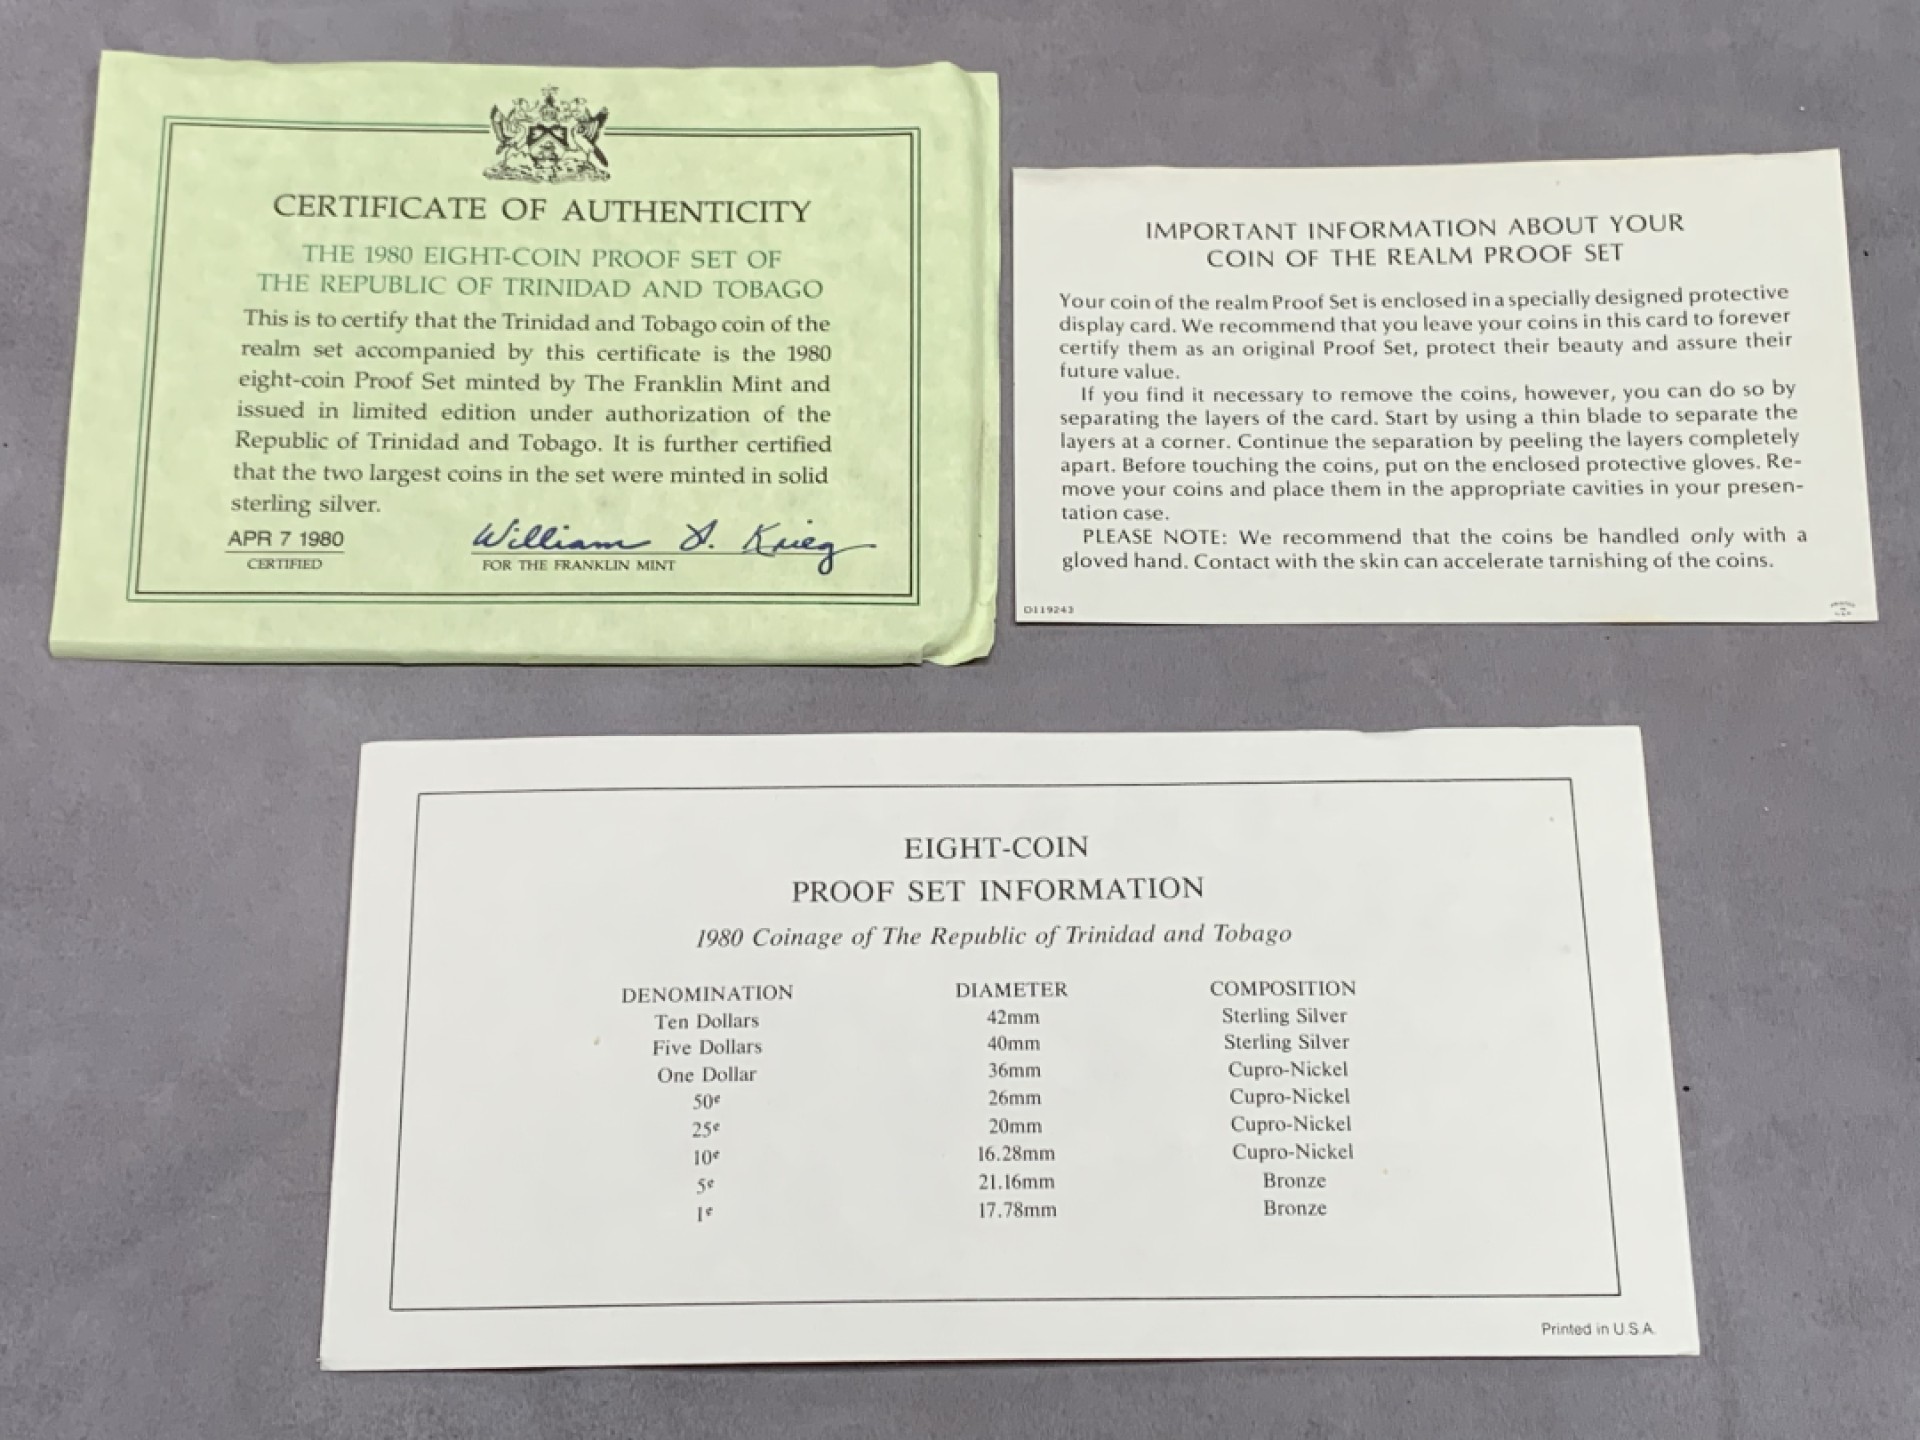 CERTIFICATE OF AUTHENTICITY
THE 1980 EIGHT-COIN PROOF SET OF
THE REPUBLIC OF TRINIDAD AND TOBAGO
This is to certify that the Trinidad and Tobago coin of the
realm set accompanied by this certificate is the 1980
eight-coin Proof Set minted by The Franklin Mint and
issued in limited edition under authorization of the
Republic of Trinidad and Tobago. It is further certified
that the two largest coins in the set were minted in solid
sterling silver.
APR 7 1980
CERTIFIED
William S. Krieg
FOR THE FRANKLIN MINT
IMPORTANT INFORMATION ABOUT YOUR
COIN OF THE REALM PROOF SET
Your coin of the realm Proof Set is enclosed in a specially designed protective
display card. We recommend that you leave your coins in this card to forever
certify them as an original Proof Set, protect their beauty and assure their
future value.
If you find it necessary to remove the coins, however, you can do so by
separating the layers of the card. Start by using a thin blade to separate the
layers at a corner. Continue the separation by peeling the layers completely
apart. Before touching the coins, put on the enclosed protective gloves. Re-
move your coins and place them in the appropriate cavities in your presen-
tation case.
PLEASE NOTE: We recommend that the coins be handled only with a
gloved hand. Contact with the skin can accelerate tarnishing of the coins.
D119243
EIGHT-COIN
PROOF SET INFORMATION
1980 Coinage of The Republic of Trinidad and Tobago
DENOMINATION DIAMETER COMPOSITION
Ten Dollars 42mm Sterling Silver
Five Dollars 40mm Sterling Silver
One Dollar 36mm Cupro-Nickel
50¢ 26mm Cupro-Nickel
25¢ 20mm Cupro-Nickel
10¢ 16.28mm Cupro-Nickel
5¢ 21.16mm Bronze
1¢ 17.78mm Bronze
Printed in U.S.A.